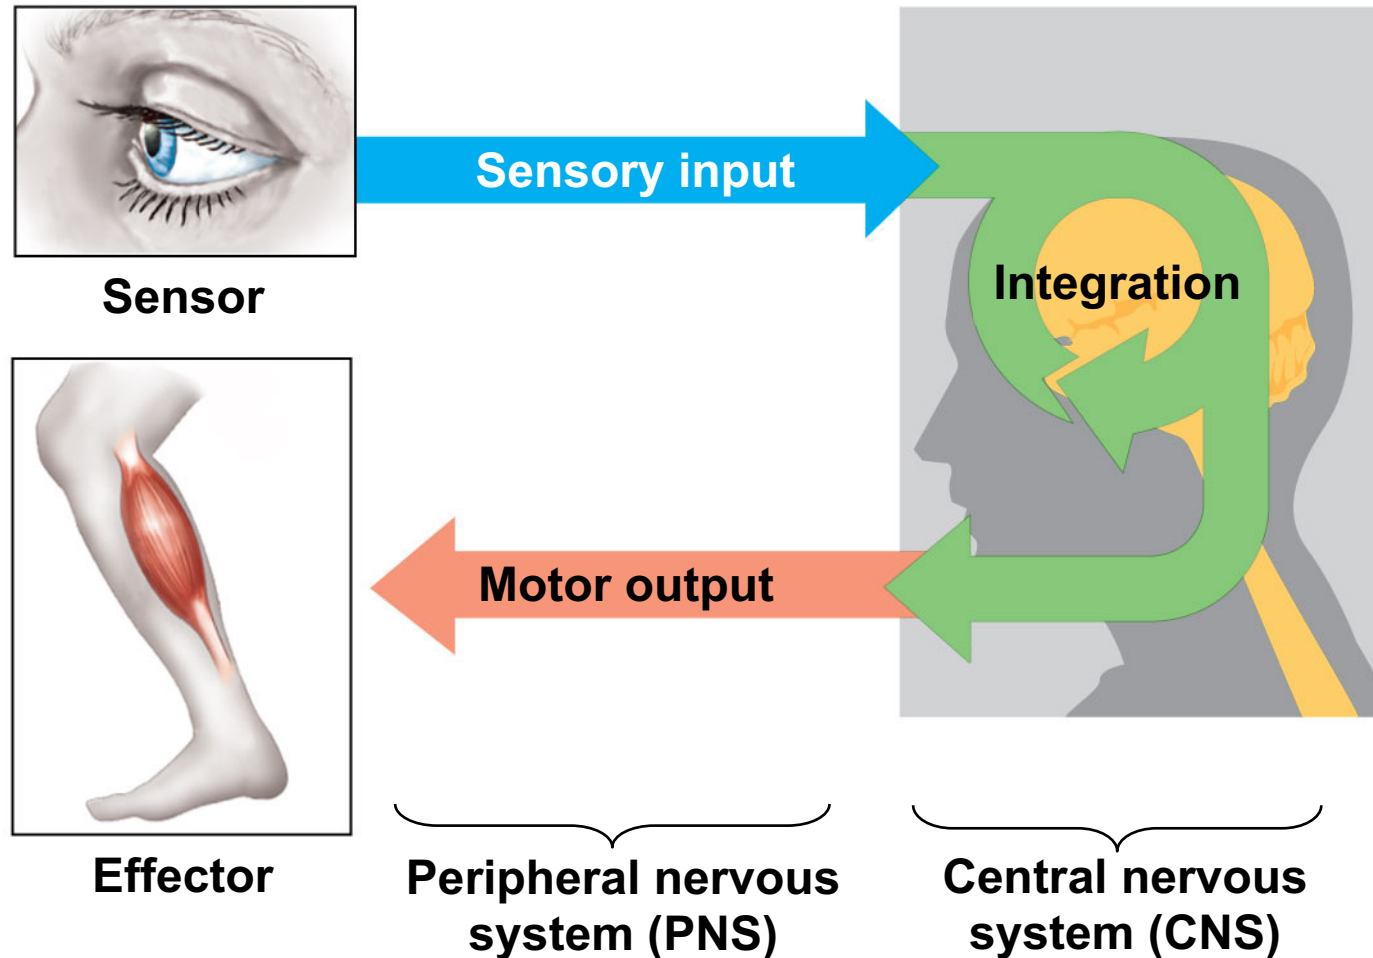 Sensory input
Sensor
Integration
Motor output
Effector
Peripheral nervous
system (PNS)
Central nervous
system (CNS)